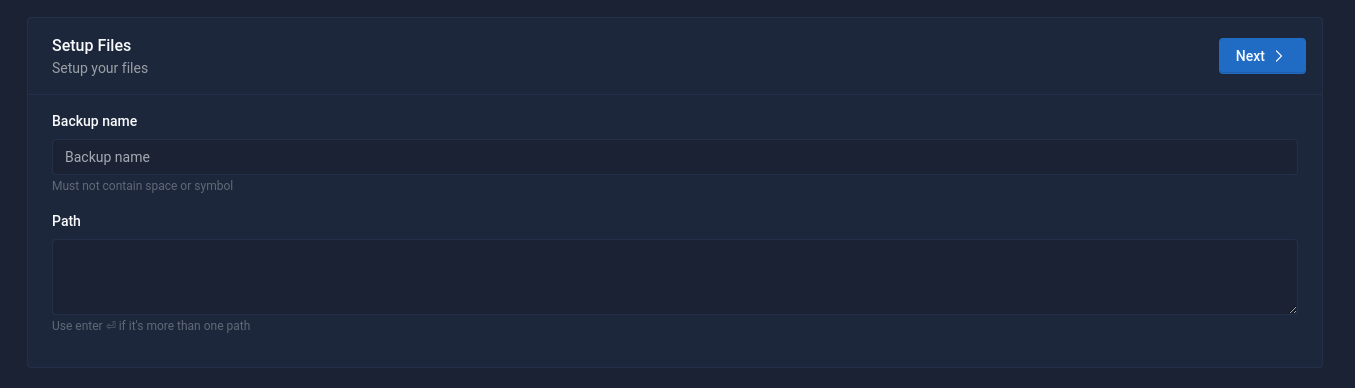 Setup Files
Setup your files
Next
Backup name
Backup name
Must not contain space or symbol
Path
Use enter ⏎ if it's more than one path